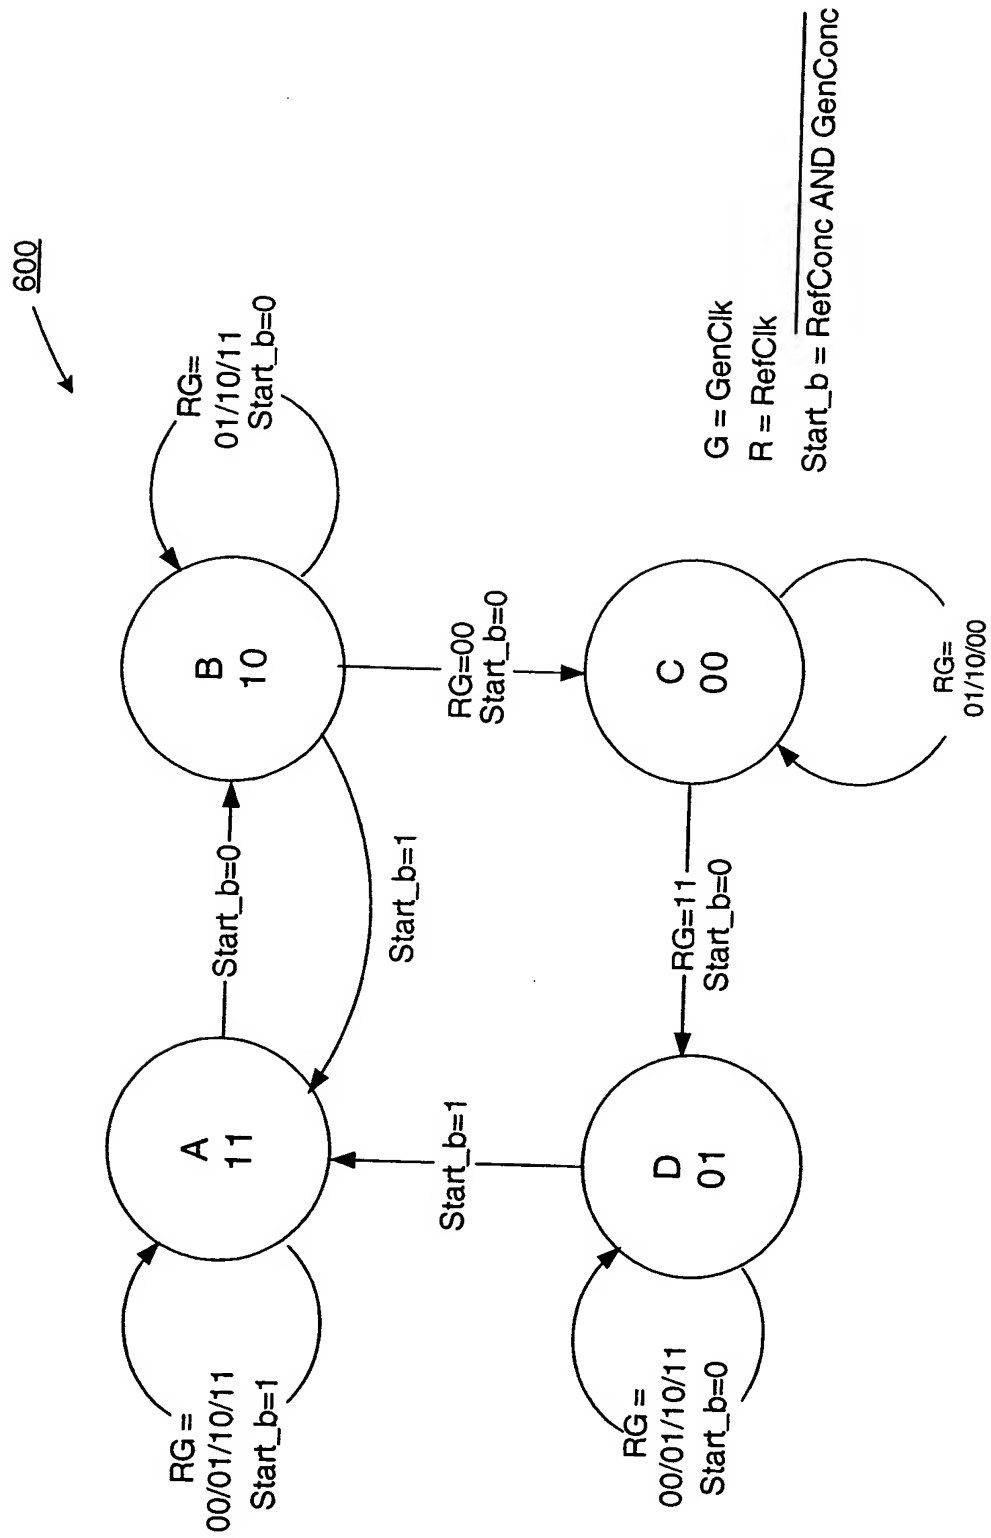 600
RG=
01/10/11
Start_b=0
B
10
Start_b=0
A
11
RG =
00/01/10/11
Start_b=1
Start_b=1
RG=00
Start_b=0
Start_b=1
C
00
RG=11
Start_b=0
D
01
RG =
00/01/10/11
Start_b=0
RG=
01/10/00
G = GenClk
R = RefClk
Start_b = RefConc AND GenConc